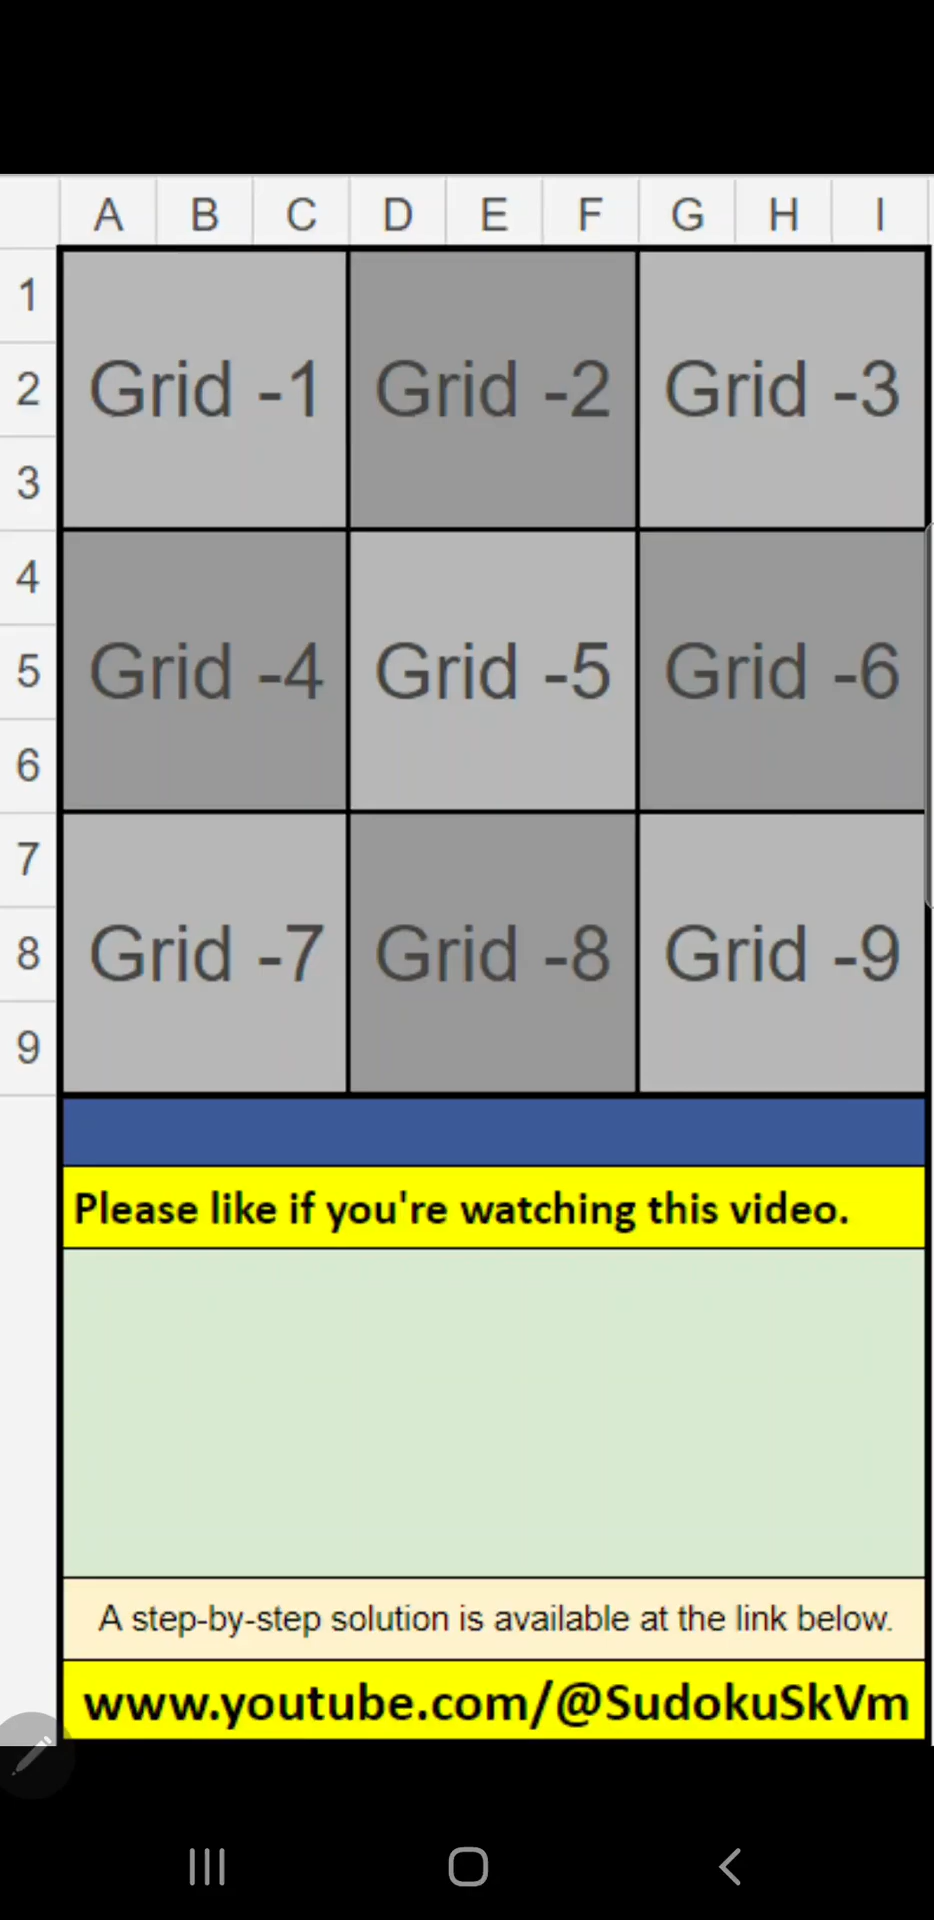 A B C D E F G H I
1
2
3
Grid -1 Grid -2 Grid -3
4
5
6
Grid -4 Grid -5 Grid -6
7
8
9
Grid -7 Grid -8 Grid -9
Please like if you're watching this video.
A step-by-step solution is available at the link below.
www.youtube.com/@SudokuSkVm